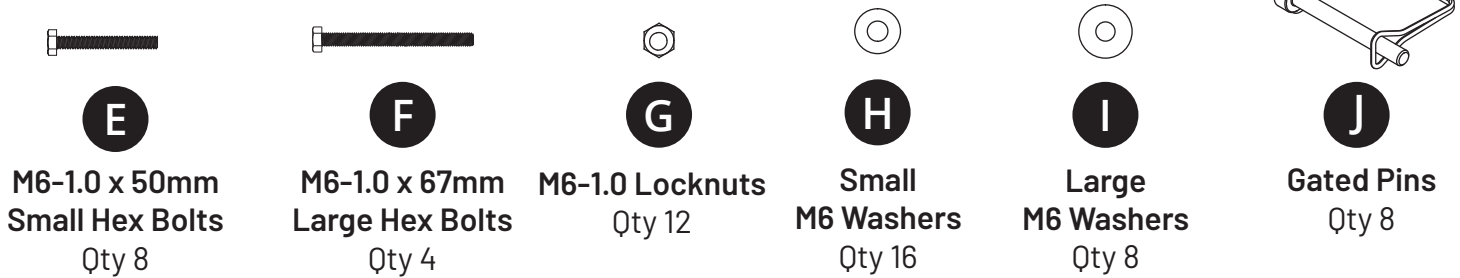 E
M6-1.0 x 50mm
Small Hex Bolts
Qty 8
F
M6-1.0 x 67mm
Large Hex Bolts
Qty 4
G
M6-1.0 Locknuts
Qty 12
H
Small
M6 Washers
Qty 16
I
Large
M6 Washers
Qty 8
J
Gated Pins
Qty 8